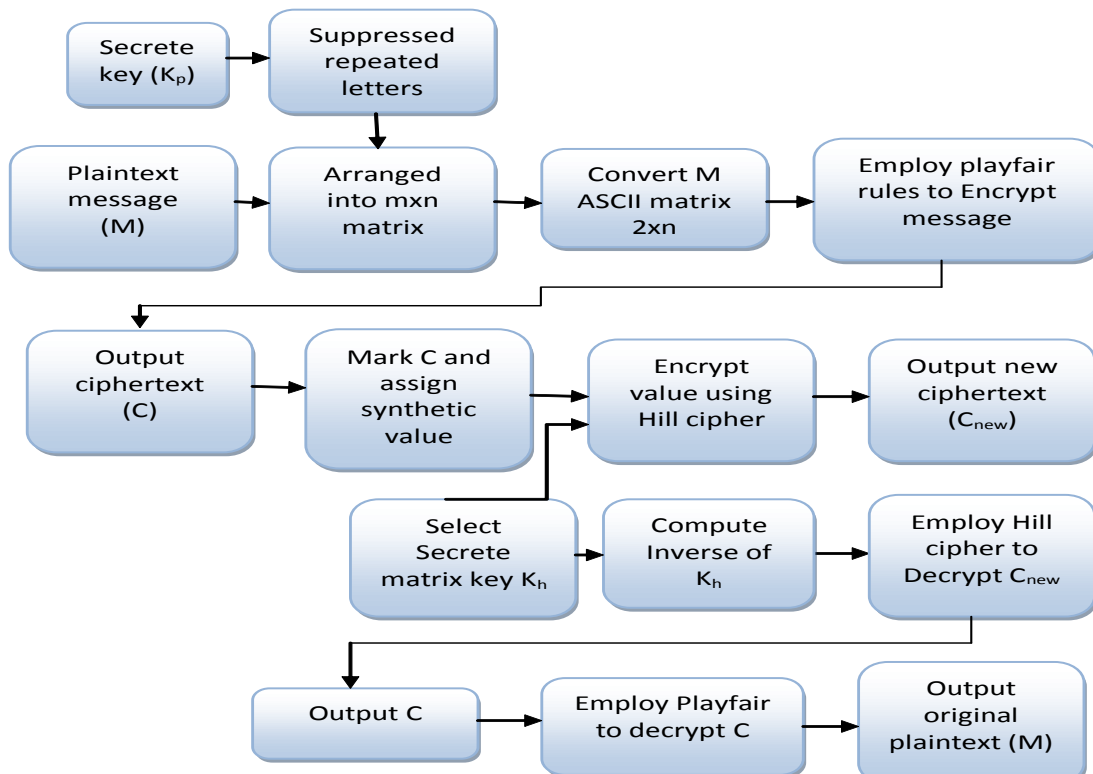 Secrete
key (Kp)
Suppressed
repeated
letters
Plaintext
message
(M)
Arranged
into mxn
matrix
Convert M
ASCII matrix
2xn
Employ playfair
rules to Encrypt
message
Output
ciphertext
(C)
Mark C and
assign
synthetic
value
Encrypt
value using
Hill cipher
Output new
ciphertext
(Cnew)
Select
Secrete
matrix key Kh
Compute
Inverse of
Kh
Employ Hill
cipher to
Decrypt Cnew
Output C
Employ Playfair
to decrypt C
Output
original
plaintext (M)